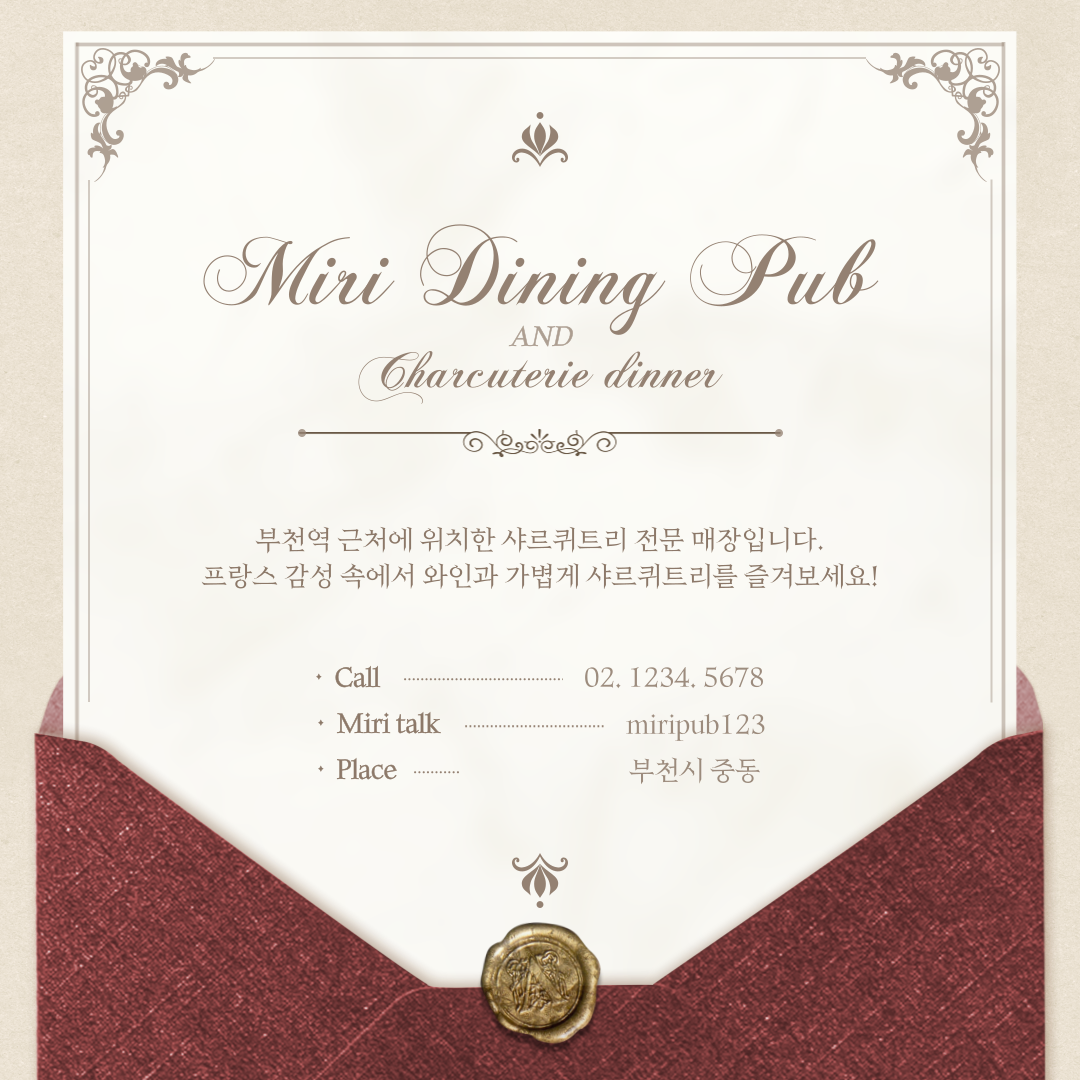 Miri Dining Pub
AND
Charcuterie dinner
부천역 근처에 위치한 샤르퀴트리 전문 매장입니다.
프랑스 감성 속에서 와인과 가볍게 샤르퀴트리를 즐겨보세요!
Call 02. 1234. 5678
Miri talk miripub123
Place 부천시 중동